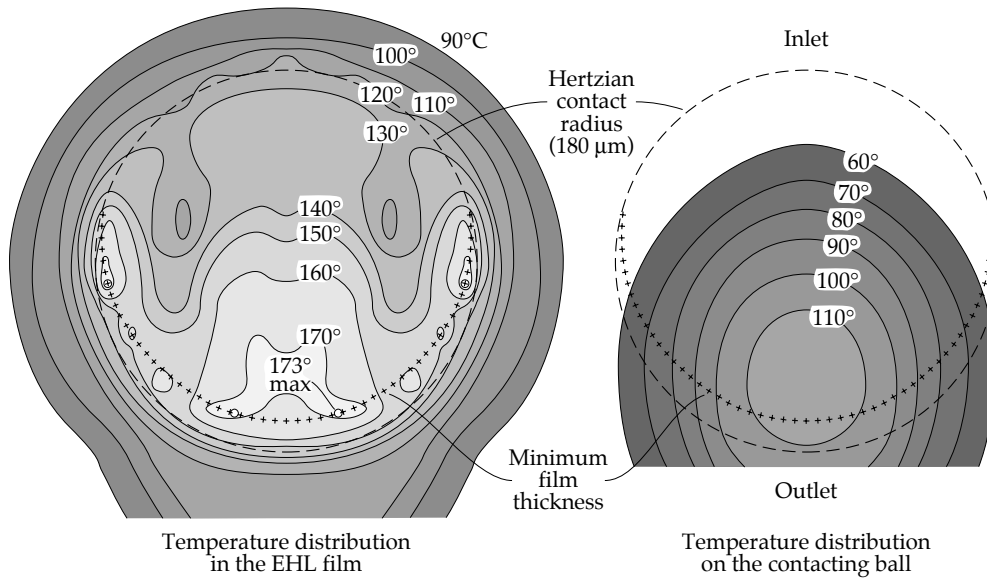 90°C
100°
120°
110°
130°
140°
150°
160°
170°
173°
max
Hertzian
contact
radius
(180 μm)
Minimum
film
thickness
Temperature distribution
in the EHL film
Inlet
60°
70°
80°
90°
100°
110°
Outlet
Temperature distribution
on the contacting ball